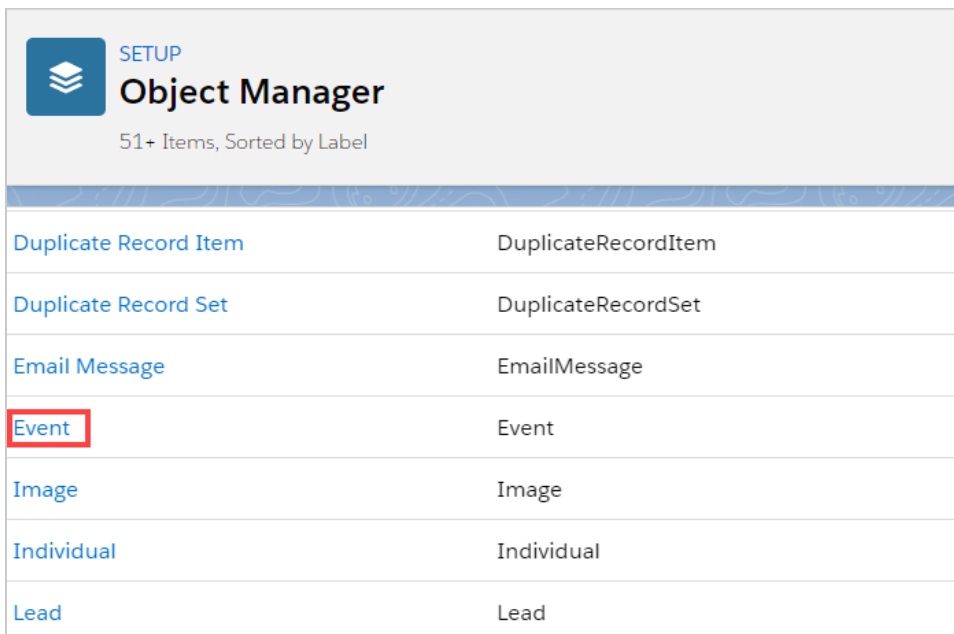 SETUP
Object Manager
51+ Items, Sorted by Label
Duplicate Record Item DuplicateRecordItem
Duplicate Record Set DuplicateRecordSet
Email Message EmailMessage
Event Event
Image Image
Individual Individual
Lead Lead